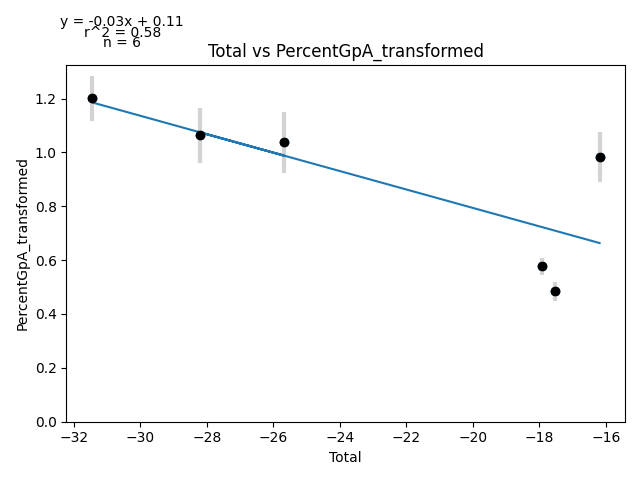 y = -0.03x + 0.11
r^2 = 0.58
n = 6
Total vs PercentGpA_transformed
PercentGpA_transformed
1.2
1.0
0.8
0.6
0.4
0.2
0.0
−32 −30 −28 −26 −24 −22 −20 −18 −16
Total